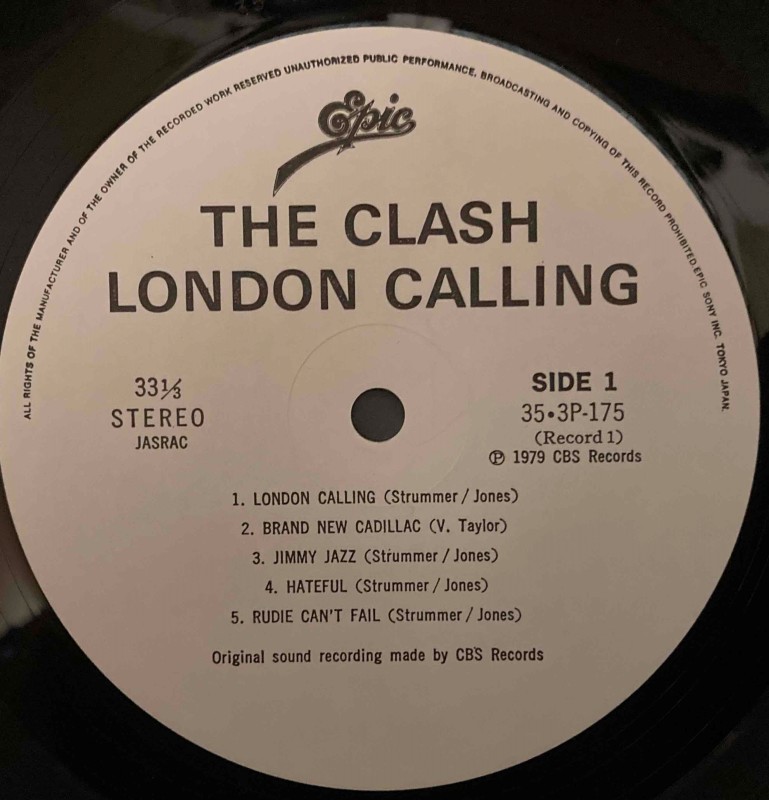 ALL RIGHTS OF THE MANUFACTURER AND OF THE OWNER OF THE RECORDED WORK RESERVED UNAUTHORIZED PUBLIC PERFORMANCE, BROADCASTING AND COPYING OF THIS RECORD PROHIBITED. EPIC SONY INC. TOKYO JAPAN.
Epic
THE CLASH
LONDON CALLING
33⅓
STEREO
JASRAC
SIDE 1
35•3P-175
(Record 1)
℗ 1979 CBS Records
1. LONDON CALLING (Strummer / Jones)
2. BRAND NEW CADILLAC (V. Taylor)
3. JIMMY JAZZ (Strummer / Jones)
4. HATEFUL (Strummer / Jones)
5. RUDIE CAN'T FAIL (Strummer / Jones)
Original sound recording made by CBS Records